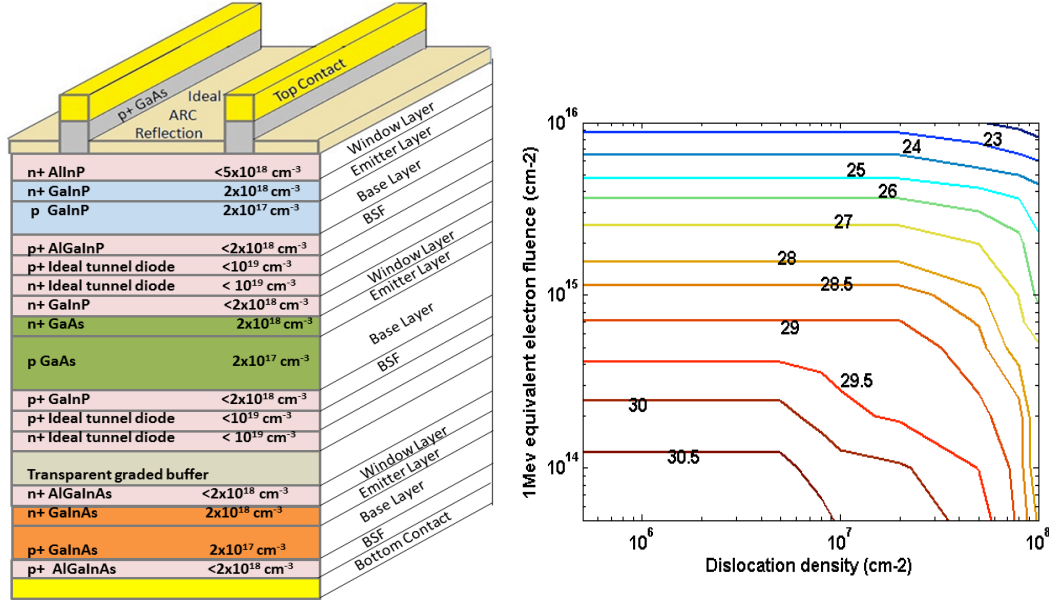 Ideal
ARC
Reflection
p+ GaAs
Top Contact
n+ AlInP <5x10¹⁸ cm⁻³
n+ GaInP 2x10¹⁸ cm⁻³
p GaInP 2x10¹⁷ cm⁻³
p+ AlGaInP <2x10¹⁸ cm⁻³
p+ Ideal tunnel diode <10¹⁹ cm⁻³
n+ Ideal tunnel diode < 10¹⁹ cm⁻³
n+ GaInP <2x10¹⁸ cm⁻³
n+ GaAs 2x10¹⁸ cm⁻³
p GaAs 2x10¹⁷ cm⁻³
p+ GaInP <2x10¹⁸ cm⁻³
p+ Ideal tunnel diode <10¹⁹ cm⁻³
n+ Ideal tunnel diode < 10¹⁹ cm⁻³
Transparent graded buffer
n+ AlGaInAs <2x10¹⁸ cm⁻³
n+ GaInAs 2x10¹⁸ cm⁻³
p+ GaInAs 2x10¹⁷ cm⁻³
p+ AlGaInAs <2x10¹⁸ cm⁻³
Window Layer
Emitter Layer
Base Layer
BSF
Window Layer
Emitter Layer
Base Layer
BSF
Window Layer
Emitter Layer
Base Layer
BSF
Bottom Contact
1Mev equivalent electron fluence (cm-2)
10¹⁶
10¹⁵
10¹⁴
23
24
25
26
27
28
28.5
29
29.5
30
30.5
10⁶ 10⁷ 10⁸
Dislocation density (cm-2)